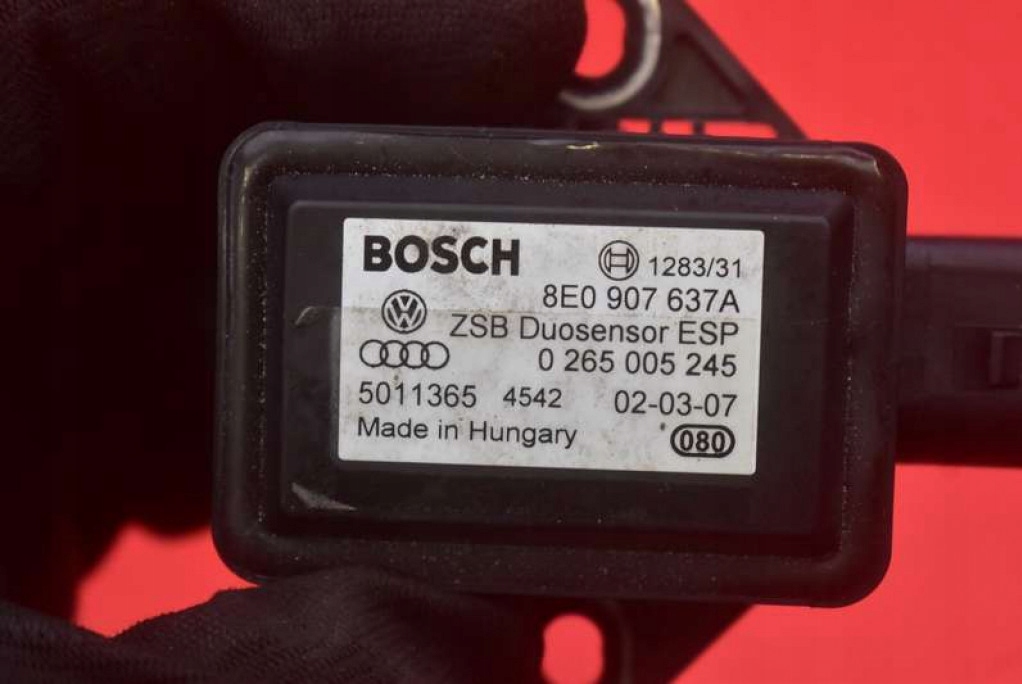 BOSCH 1283/31
8E0 907 637A
ZSB Duosensor ESP
0 265 005 245
5011365 4542 02-03-07
Made in Hungary 080